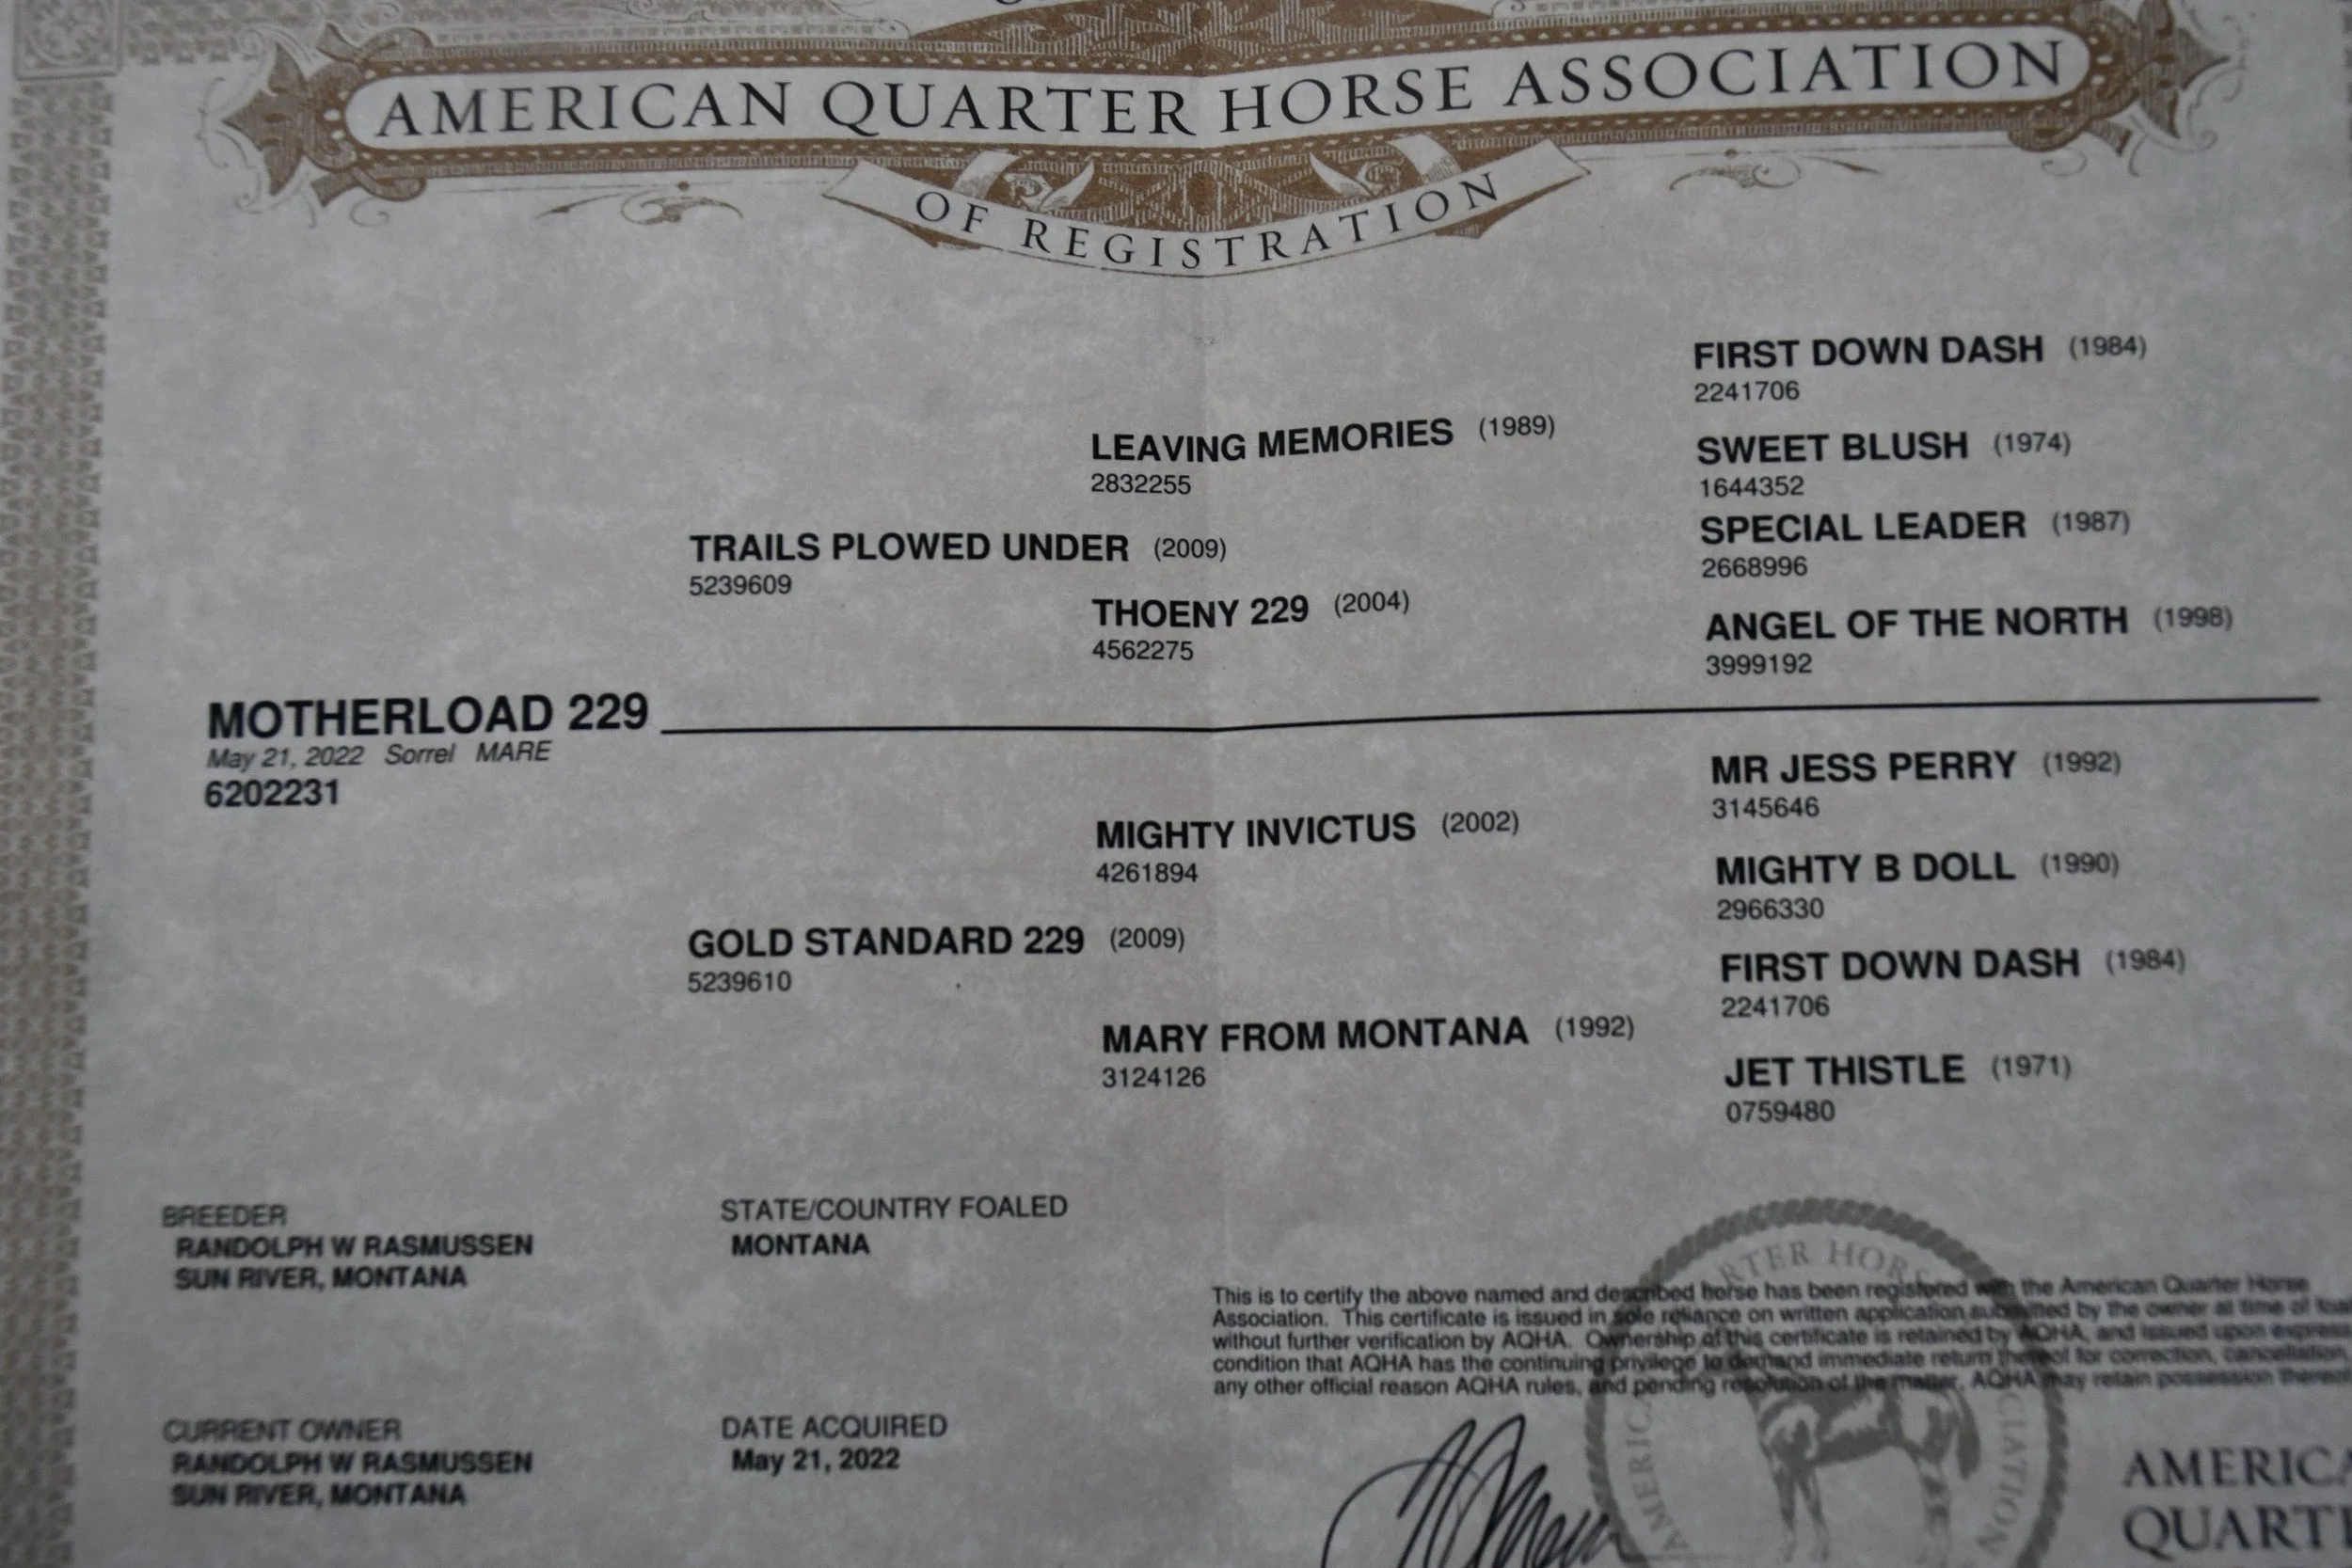 AMERICAN QUARTER HORSE ASSOCIATION
OF REGISTRATION
FIRST DOWN DASH (1984)
2241706
LEAVING MEMORIES (1989)
2832255
SWEET BLUSH (1974)
1644352
TRAILS PLOWED UNDER (2009)
5239609
SPECIAL LEADER (1987)
2668996
THOENY 229 (2004)
4562275
ANGEL OF THE NORTH (1998)
3999192
MOTHERLOAD 229
May 21, 2022 Sorrel MARE
6202231
MR JESS PERRY (1992)
3145646
MIGHTY INVICTUS (2002)
4261894
MIGHTY B DOLL (1990)
2966330
GOLD STANDARD 229 (2009)
5239610
FIRST DOWN DASH (1984)
2241706
MARY FROM MONTANA (1992)
3124126
JET THISTLE (1971)
0759480
BREEDER
RANDOLPH W RASMUSSEN
SUN RIVER, MONTANA
STATE/COUNTRY FOALED
MONTANA
This is to certify the above named and described horse has been registered with the American Quarter Horse
Association. This certificate is issued in sole reliance on written application submitted by the owner at time of
without further verification by AQHA. Ownership of this certificate is retained by AQHA, and issued upon express
condition that AQHA has the continuing privilege to demand immediate return thereof for correction, cancellation,
any other official reason AQHA rules, and pending resolution of the matter, AQHA may retain possession
CURRENT OWNER
RANDOLPH W RASMUSSEN
SUN RIVER, MONTANA
DATE ACQUIRED
May 21, 2022
AMERICA
QUART